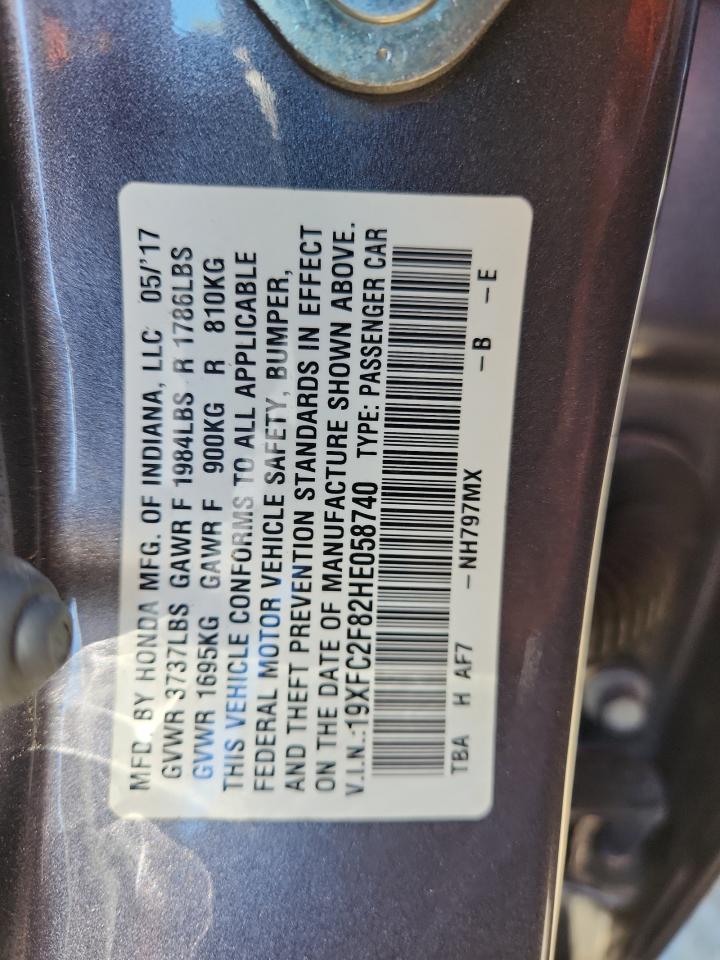 MFD. BY HONDA MFG. OF INDIANA, LLC 05/'17
GVWR 3737LBS GAWR F 1984LBS R 1786LBS
GVWR 1695KG GAWR F 900KG R 810KG
THIS VEHICLE CONFORMS TO ALL APPLICABLE
FEDERAL MOTOR VEHICLE SAFETY, BUMPER,
AND THEFT PREVENTION STANDARDS IN EFFECT
ON THE DATE OF MANUFACTURE SHOWN ABOVE.
V.I.N.:19XFC2F82HE058740 TYPE: PASSENGER CAR
TBA H AF7 -NH797MX -B -E